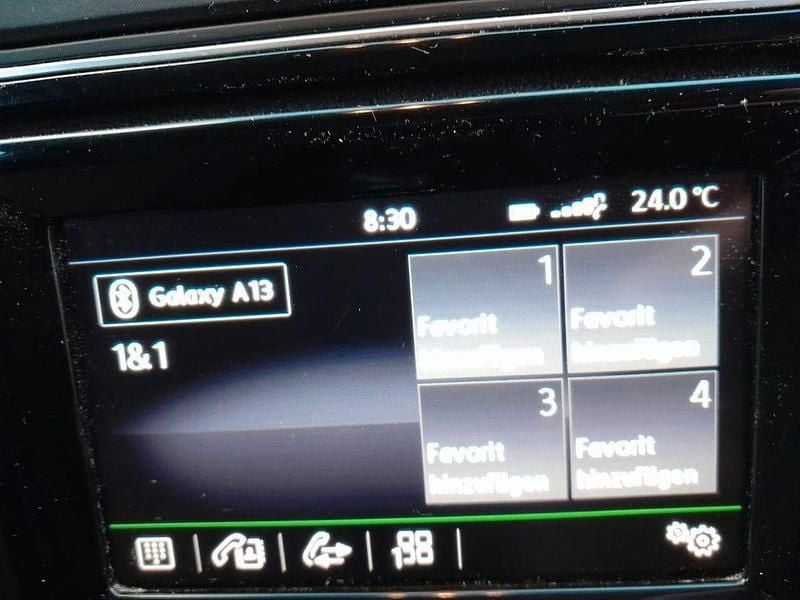 8:30
24.0 °C
Galaxy A13
1&1
1
Favorit
hinzufügen
2
Favorit
hinzufügen
3
Favorit
hinzufügen
4
Favorit
hinzufügen